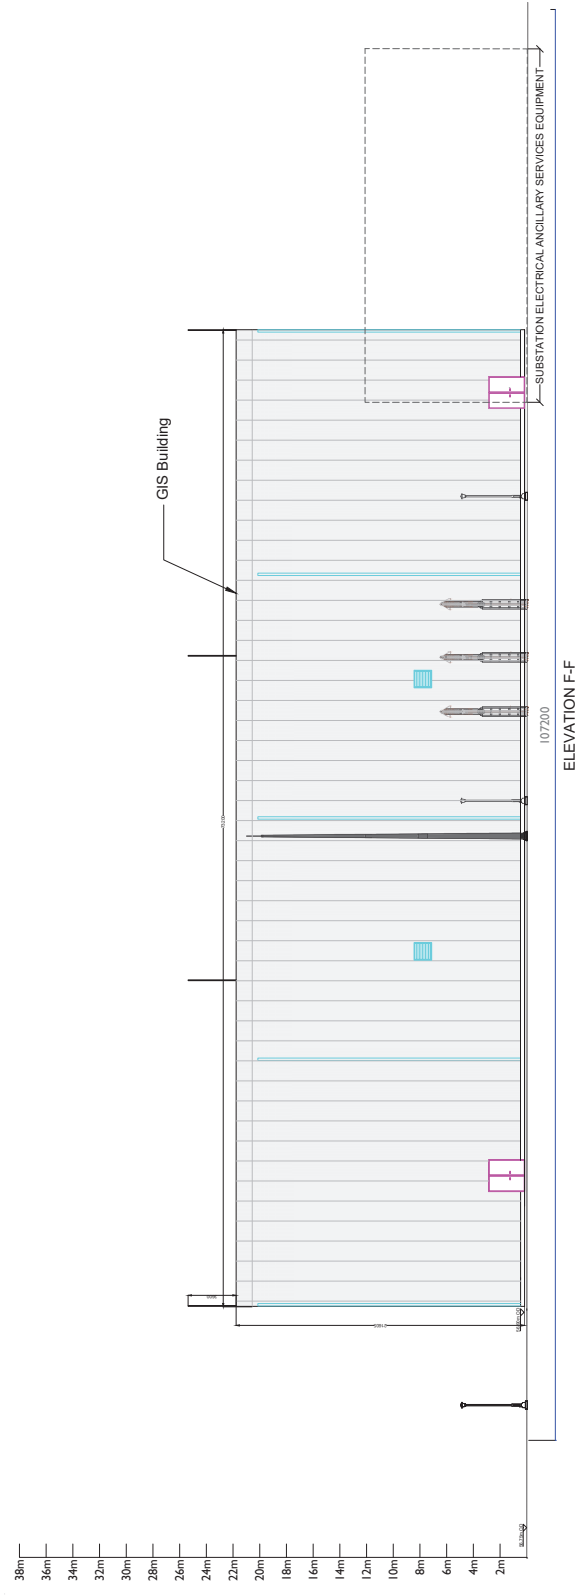 GIS Building
SUBSTATION ELECTRICAL ANCILLARY SERVICES EQUIPMENT
107200
ELEVATION F-F
38m
36m
34m
32m
30m
28m
26m
24m
22m
20m
18m
16m
14m
12m
10m
8m
6m
4m
2m